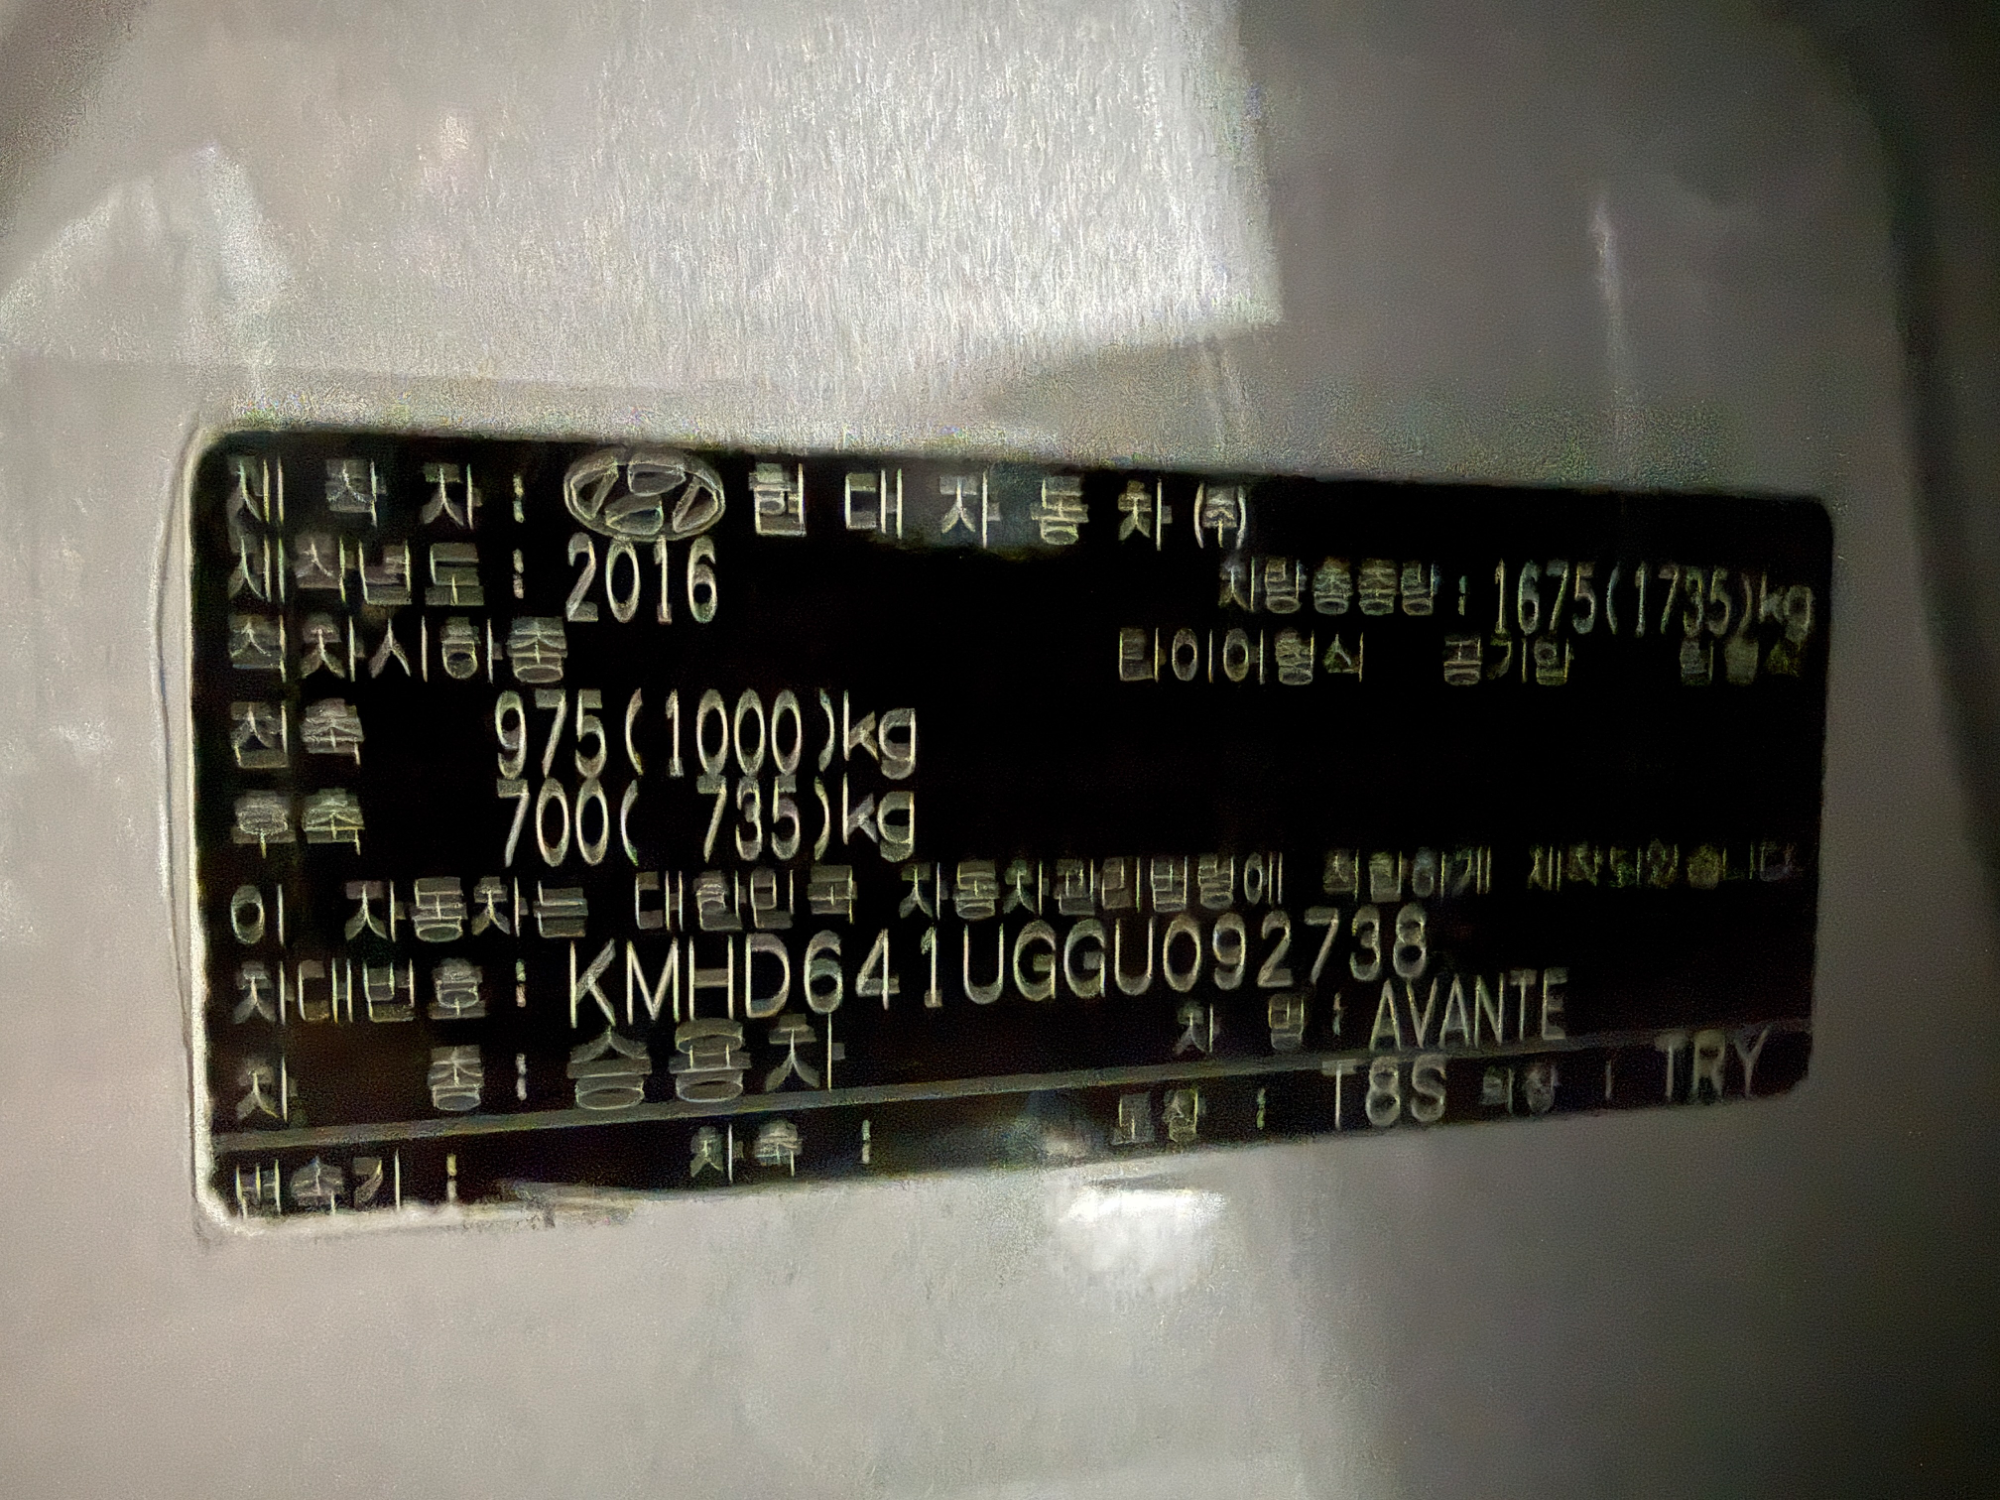 제 작 자 : 현 대 자 동 차 ㈜
제작년도 : 2016
차량총중량 : 1675(1735)kg
적차시하중
타이어형식 공기압 림형식
전축 975(1000)kg
후축 700( 735)kg
이 자동차는 대한민국 자동차관리법령에 적합하게 제작되었습니다
차대번호 : KMHD641UGGU092738
차 종 : 승용차
차 명 : AVANTE
변속기 : 차축 : 도장 : T8S 의장 : TRY